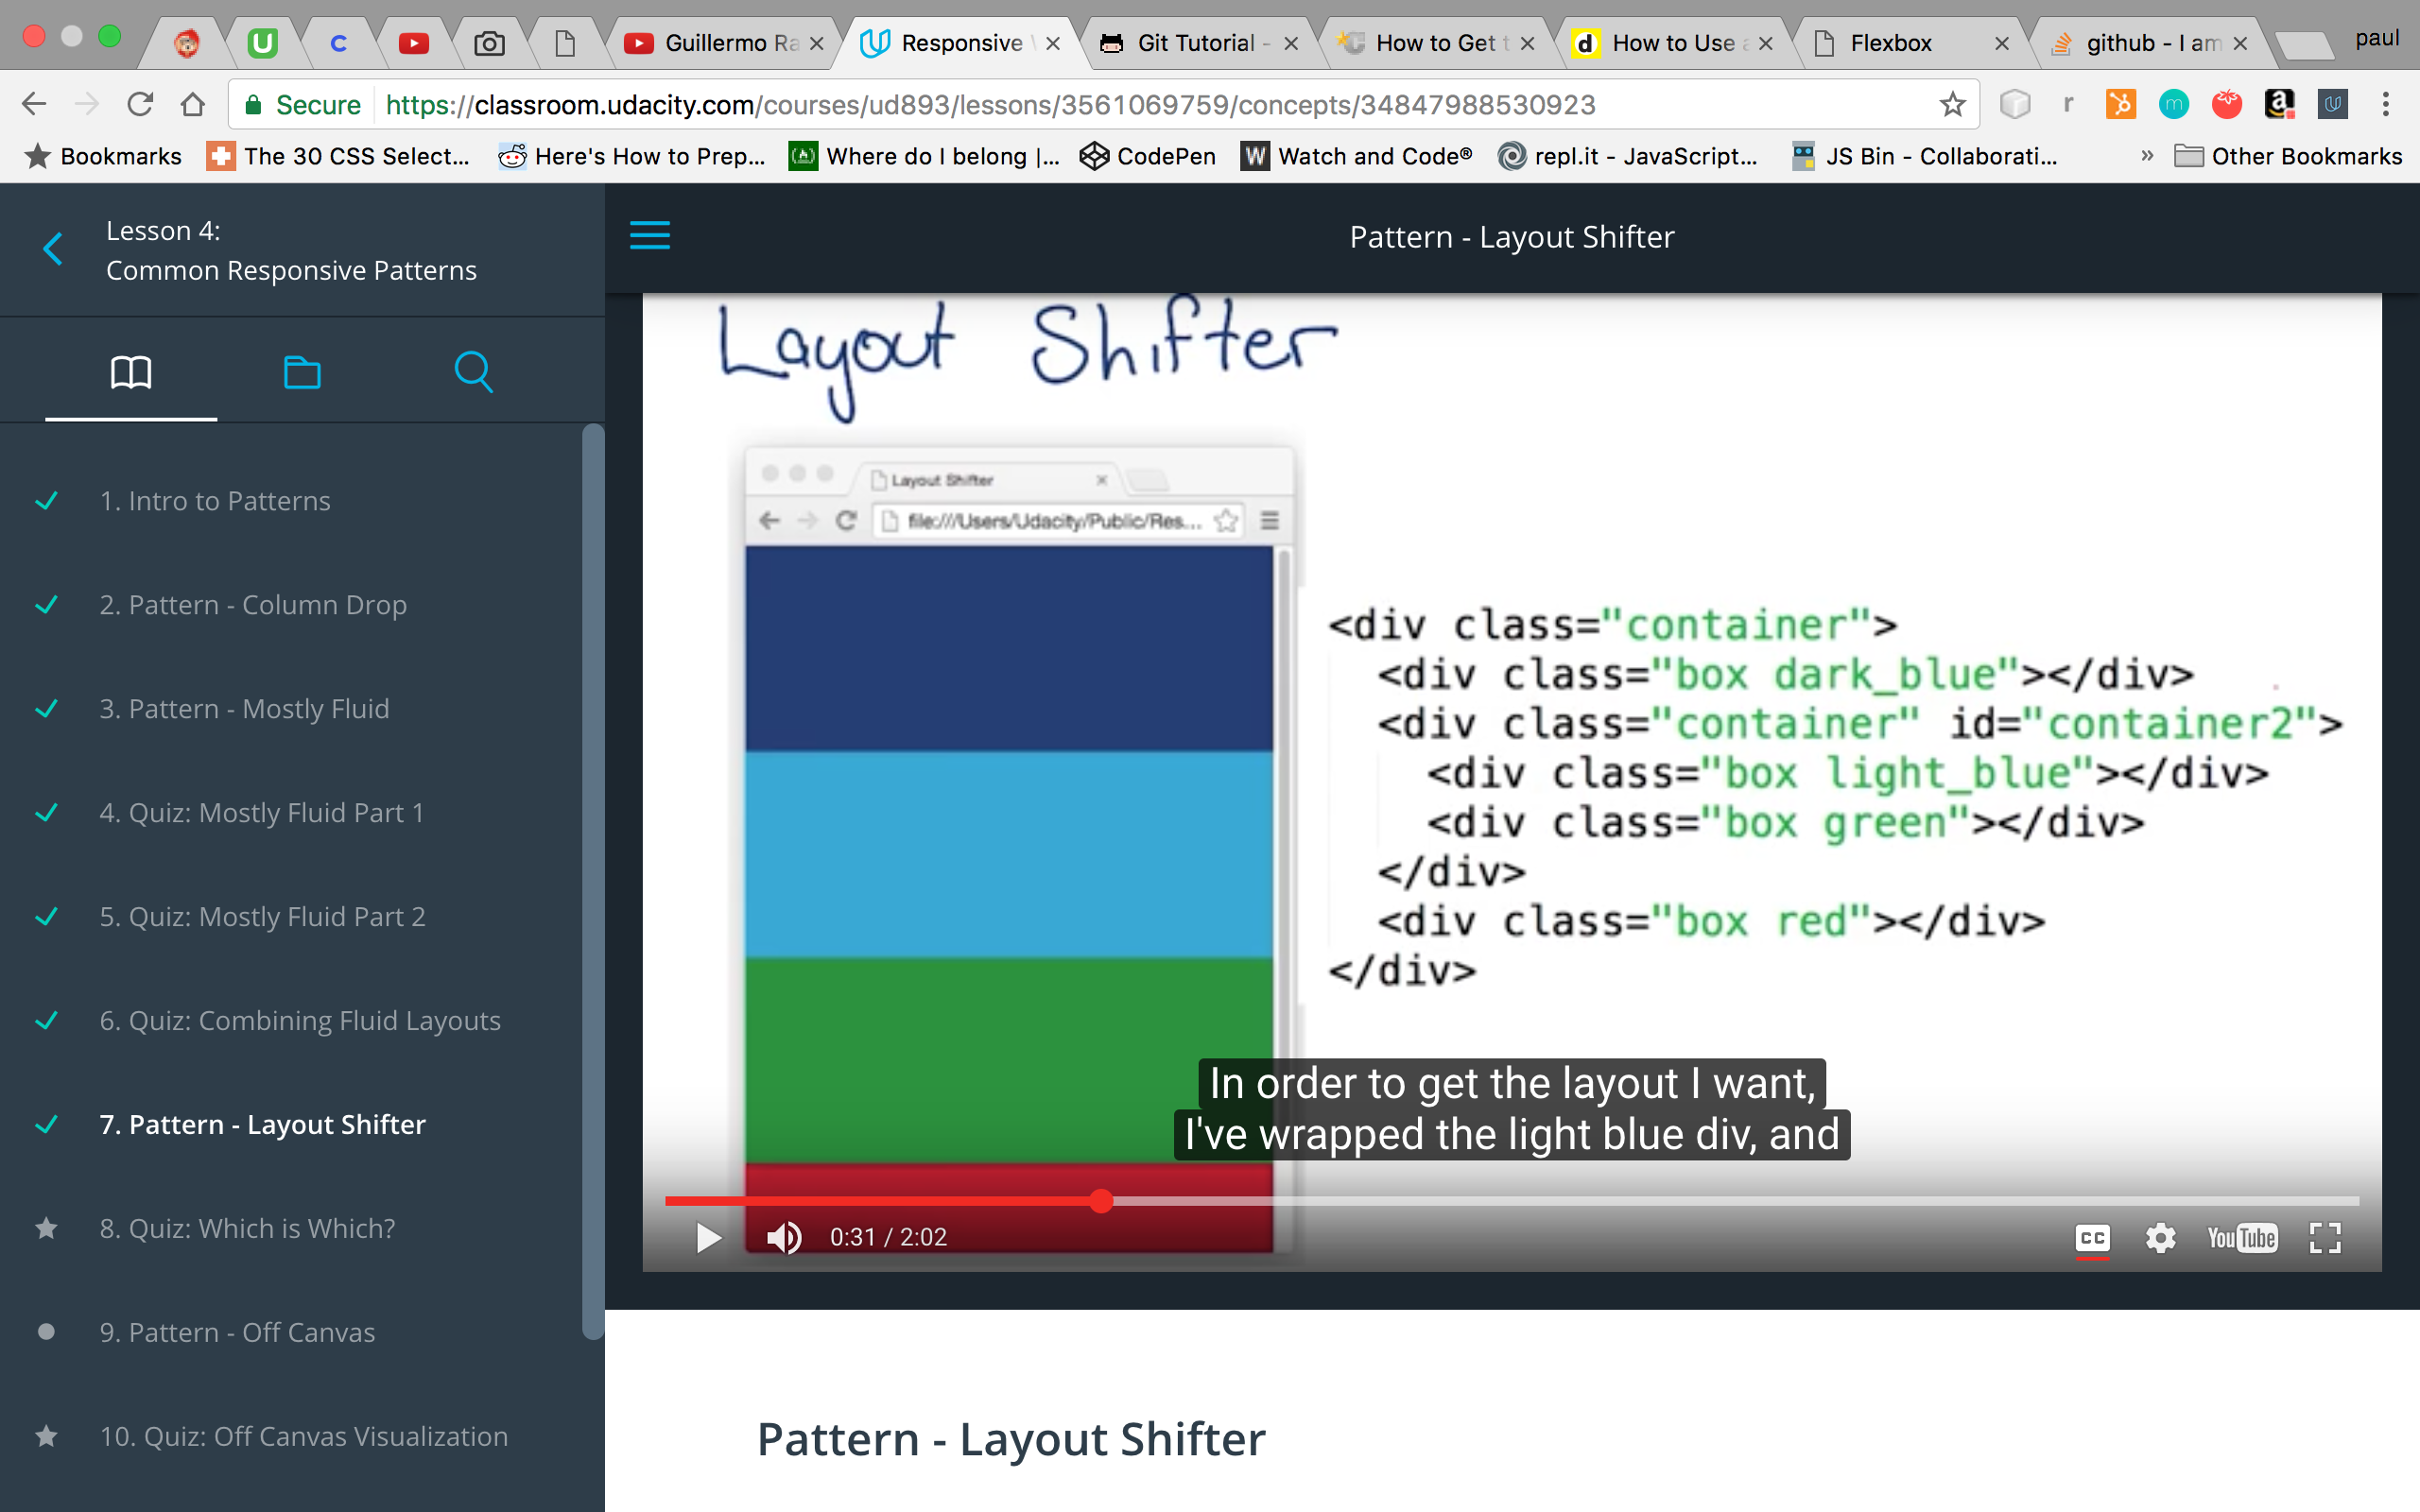 Guillermo Ra
Responsive
Git Tutorial -
How to Get t
How to Use a
Flexbox
github - I am
paul
Secure
https://classroom.udacity.com/courses/ud893/lessons/3561069759/concepts/34847988530923
Bookmarks
The 30 CSS Select...
Here's How to Prep...
Where do I belong |...
CodePen
Watch and Code®
repl.it - JavaScript...
JS Bin - Collaborati...
»
Other Bookmarks
Lesson 4:
Common Responsive Patterns
Pattern - Layout Shifter
1. Intro to Patterns
2. Pattern - Column Drop
3. Pattern - Mostly Fluid
4. Quiz: Mostly Fluid Part 1
5. Quiz: Mostly Fluid Part 2
6. Quiz: Combining Fluid Layouts
7. Pattern - Layout Shifter
8. Quiz: Which is Which?
9. Pattern - Off Canvas
10. Quiz: Off Canvas Visualization
Layout Shifter
Layout Shifter
file:///Users/Udacity/Public/Res...
<div class="container">
<div class="box dark_blue"></div>
<div class="container" id="container2">
<div class="box light_blue"></div>
<div class="box green"></div>
</div>
<div class="box red"></div>
</div>
In order to get the layout I want,
I've wrapped the light blue div, and
0:31 / 2:02
CC
YouTube
Pattern - Layout Shifter